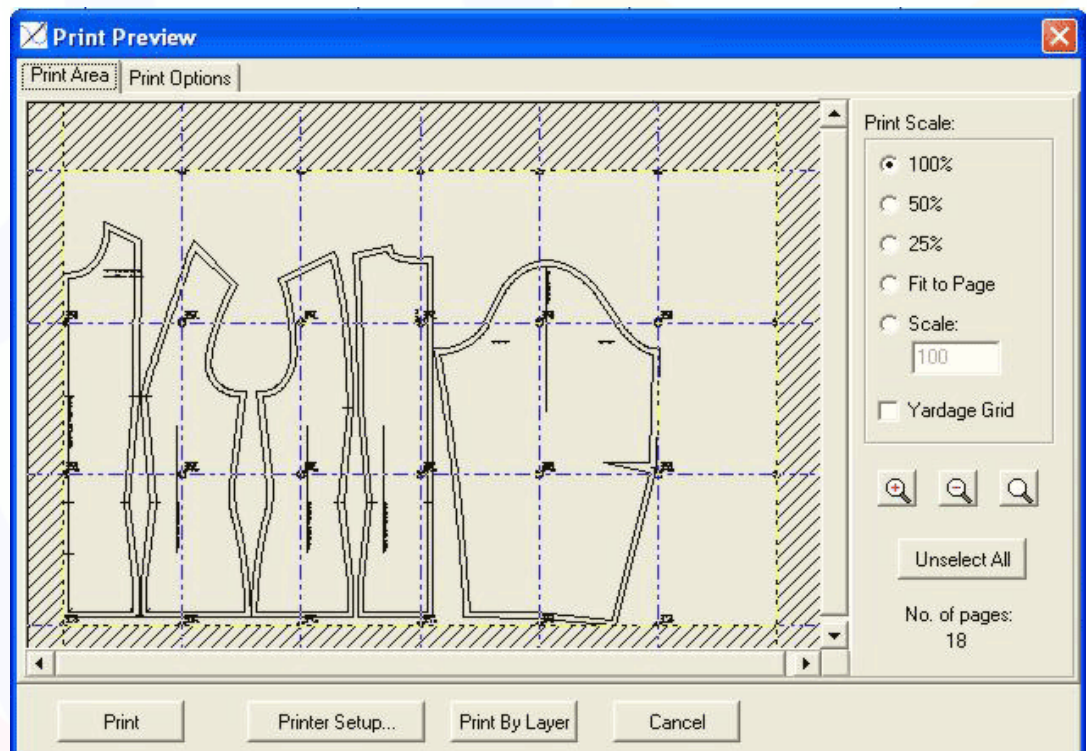 Print Preview
Print Area
Print Options
Print Scale:
100%
50%
25%
Fit to Page
Scale:
100
Yardage Grid
Unselect All
No. of pages:
18
Print
Printer Setup...
Print By Layer
Cancel